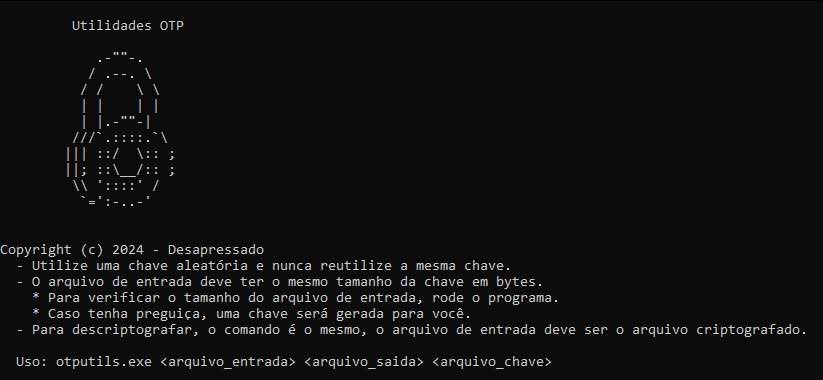 Utilidades OTP
Copyright (c) 2024 - Desapressado
- Utilize uma chave aleatória e nunca reutilize a mesma chave.
- O arquivo de entrada deve ter o mesmo tamanho da chave em bytes.
* Para verificar o tamanho do arquivo de entrada, rode o programa.
* Caso tenha preguiça, uma chave será gerada para você.
- Para descriptografar, o comando é o mesmo, o arquivo de entrada deve ser o arquivo criptografado.
Uso: otputils.exe <arquivo_entrada> <arquivo_saida> <arquivo_chave>